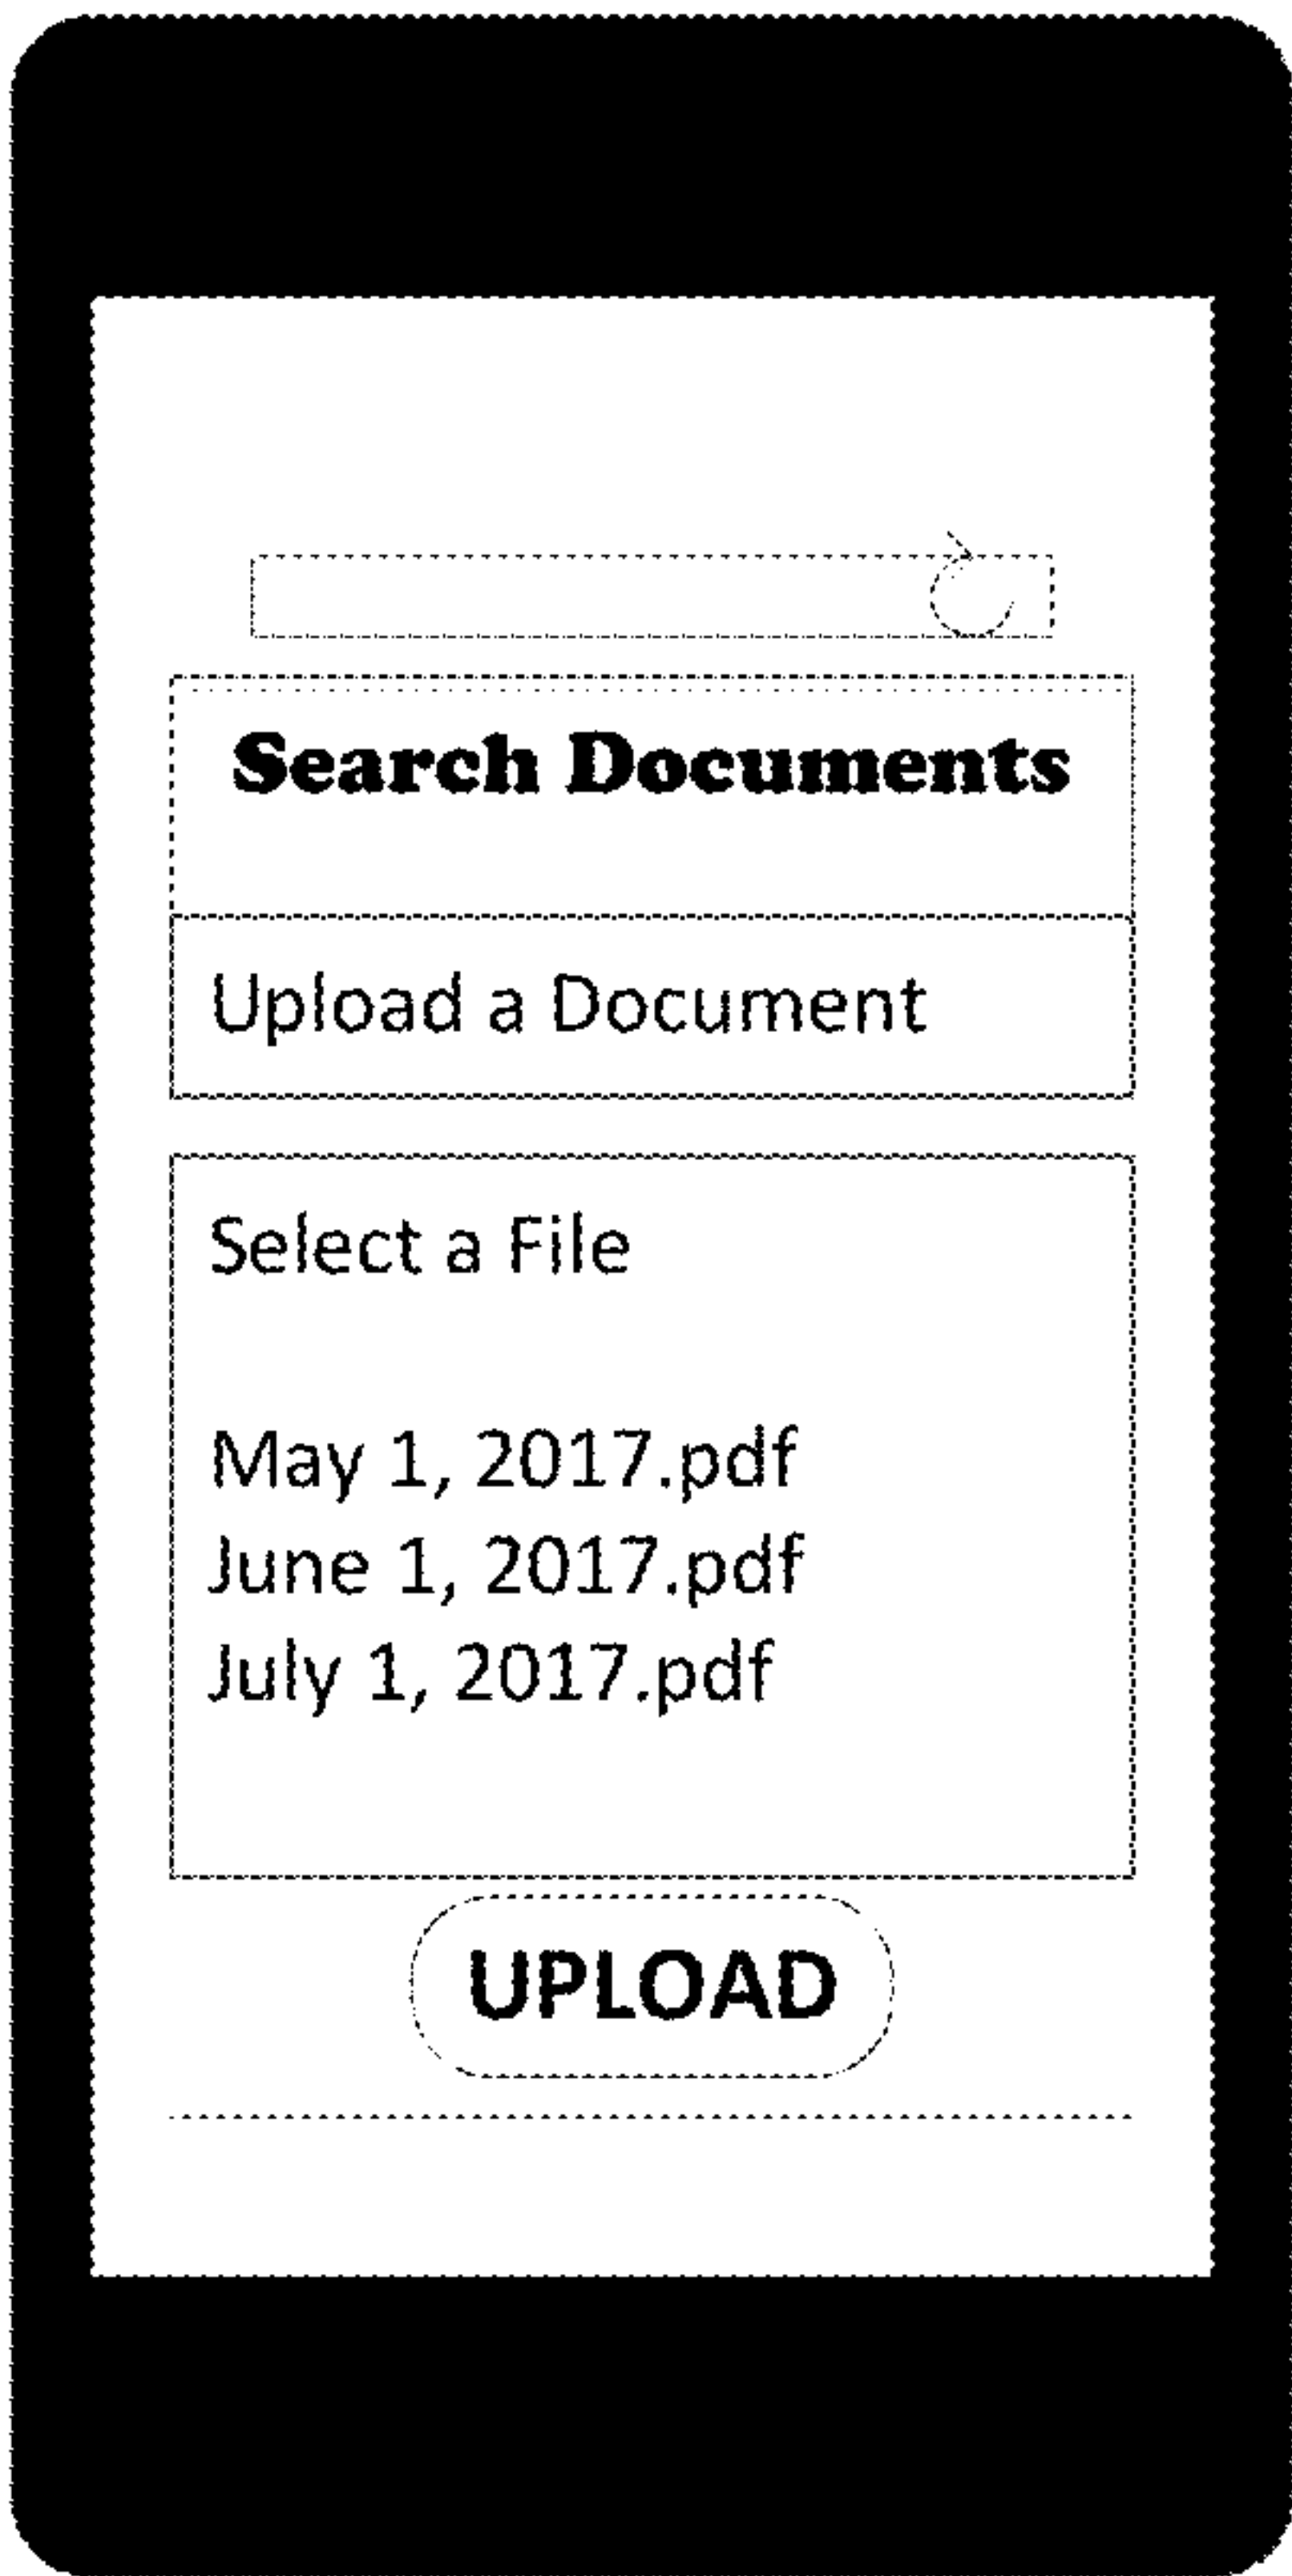 Search Documents
Upload a Document
Select a File
May 1, 2017.pdf
June 1, 2017.pdf
July 1, 2017.pdf
UPLOAD